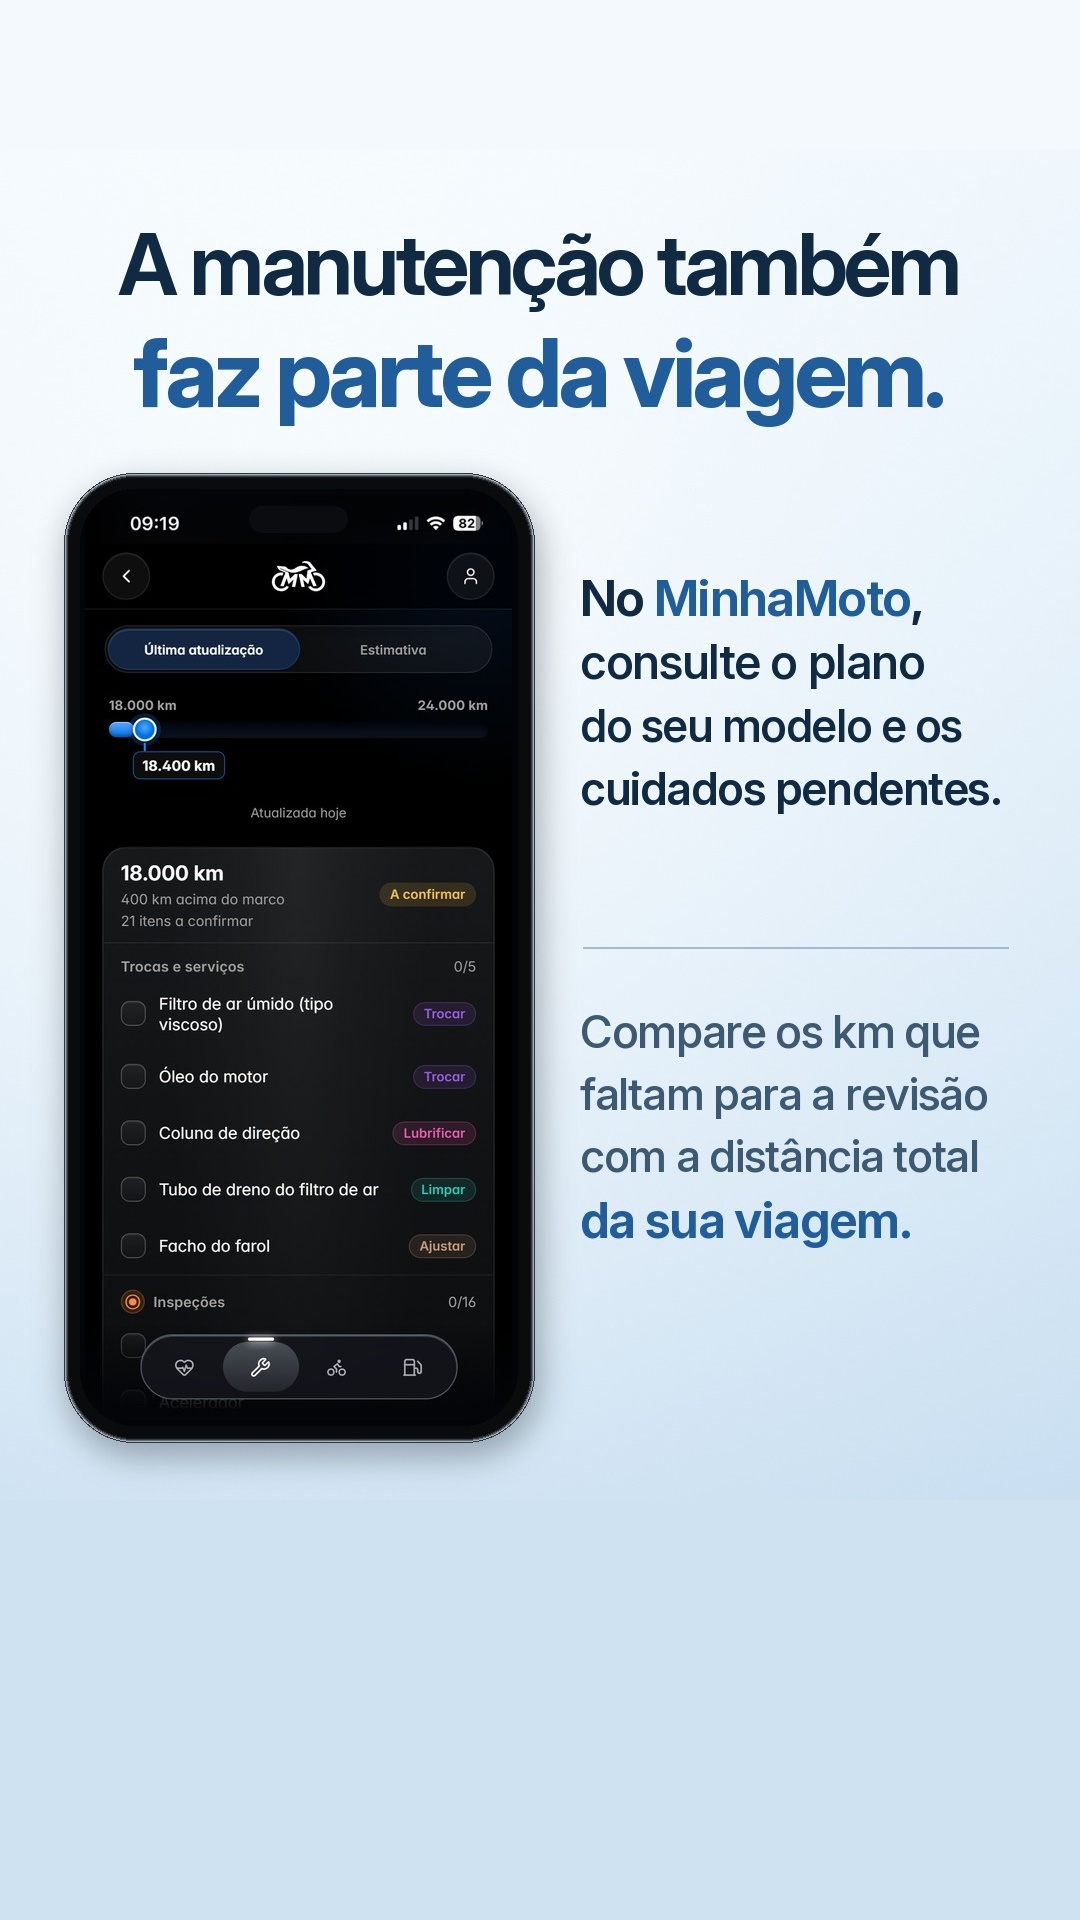 A manutenção também
faz parte da viagem.
09:19
82
MM
Última atualização
Estimativa
18.000 km
24.000 km
18.400 km
Atualizada hoje
18.000 km
400 km acima do marco
21 itens a confirmar
A confirmar
Trocas e serviços
0/5
Filtro de ar úmido (tipo
viscoso)
Trocar
Óleo do motor
Trocar
Coluna de direção
Lubrificar
Tubo de dreno do filtro de ar
Limpar
Facho do farol
Ajustar
Inspeções
0/16
Acelerador
No MinhaMoto,
consulte o plano
do seu modelo e os
cuidados pendentes.
Compare os km que
faltam para a revisão
com a distância total
da sua viagem.